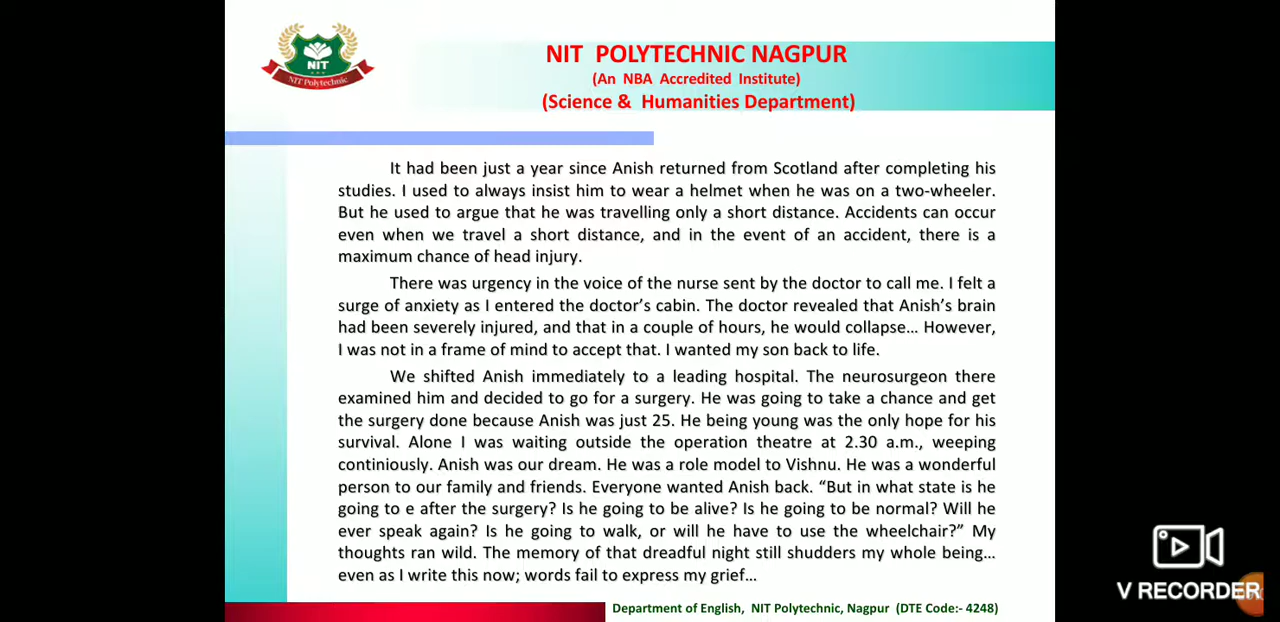 NIT
NIT Polytechnic
NIT POLYTECHNIC NAGPUR
(An NBA Accredited Institute)
(Science & Humanities Department)
It had been just a year since Anish returned from Scotland after completing his
studies. I used to always insist him to wear a helmet when he was on a two-wheeler.
But he used to argue that he was travelling only a short distance. Accidents can occur
even when we travel a short distance, and in the event of an accident, there is a
maximum chance of head injury.
There was urgency in the voice of the nurse sent by the doctor to call me. I felt a
surge of anxiety as I entered the doctor's cabin. The doctor revealed that Anish's brain
had been severely injured, and that in a couple of hours, he would collapse... However,
I was not in a frame of mind to accept that. I wanted my son back to life.
We shifted Anish immediately to a leading hospital. The neurosurgeon there
examined him and decided to go for a surgery. He was going to take a chance and get
the surgery done because Anish was just 25. He being young was the only hope for his
survival. Alone I was waiting outside the operation theatre at 2.30 a.m., weeping
continiously. Anish was our dream. He was a role model to Vishnu. He was a wonderful
person to our family and friends. Everyone wanted Anish back. “But in what state is he
going to e after the surgery? Is he going to be alive? Is he going to be normal? Will he
ever speak again? Is he going to walk, or will he have to use the wheelchair?” My
thoughts ran wild. The memory of that dreadful night still shudders my whole being...
even as I write this now; words fail to express my grief...
Department of English, NIT Polytechnic, Nagpur (DTE Code:- 4248)
V RECORDER